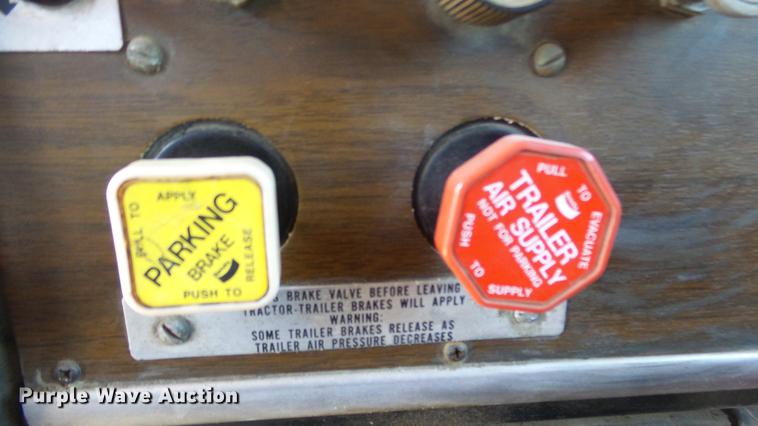 PULL TO APPLY
PARKING
BRAKE
PUSH TO RELEASE
PULL TO EVACUATE
TRAILER
AIR SUPPLY
NOT FOR PARKING
PUSH TO SUPPLY
BRAKE VALVE BEFORE LEAVING
TRACTOR-TRAILER BRAKES WILL APPLY
WARNING:
SOME TRAILER BRAKES RELEASE AS
TRAILER AIR PRESSURE DECREASES
Purple Wave Auction